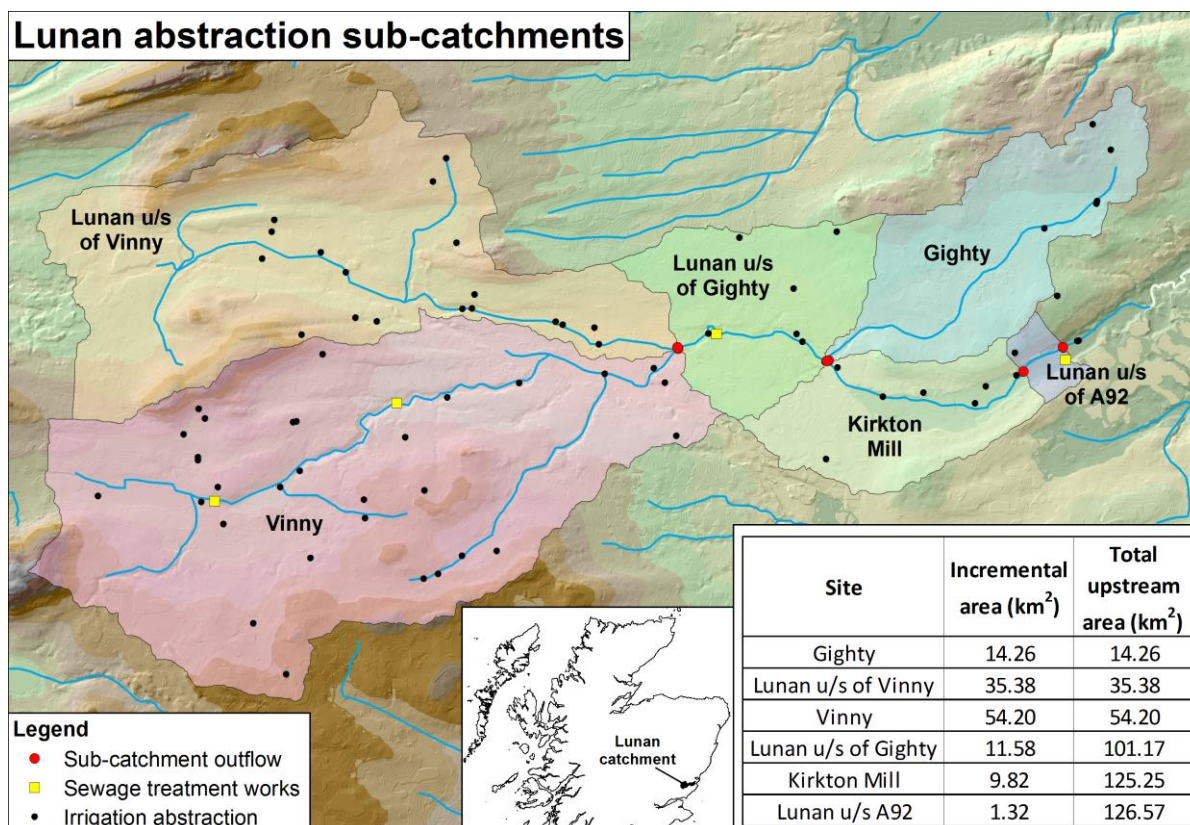 Lunan abstraction sub-catchments
Lunan u/s
of Vinny
Lunan u/s
of Gighty
Gighty
Lunan u/s
of A92
Kirkton
Mill
Vinny
Legend
Sub-catchment outflow
Sewage treatment works
Irrigation abstraction
Lunan
catchment
Site Incremental area (km²) Total upstream area (km²)
Gighty 14.26 14.26
Lunan u/s of Vinny 35.38 35.38
Vinny 54.20 54.20
Lunan u/s of Gighty 11.58 101.17
Kirkton Mill 9.82 125.25
Lunan u/s A92 1.32 126.57